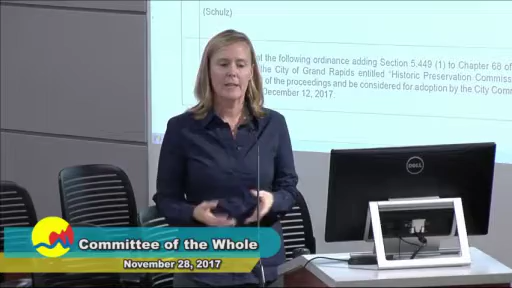 (Schulz)
at the following ordinance adding Section 5.449 (1) to Chapter 68 of
the City of Grand Rapids entitled "Historic Preservation Commiss
of the proceedings and be considered for adoption by the City Comm
December 12, 2017.
DELL
Committee of the Whole
November 28, 2017